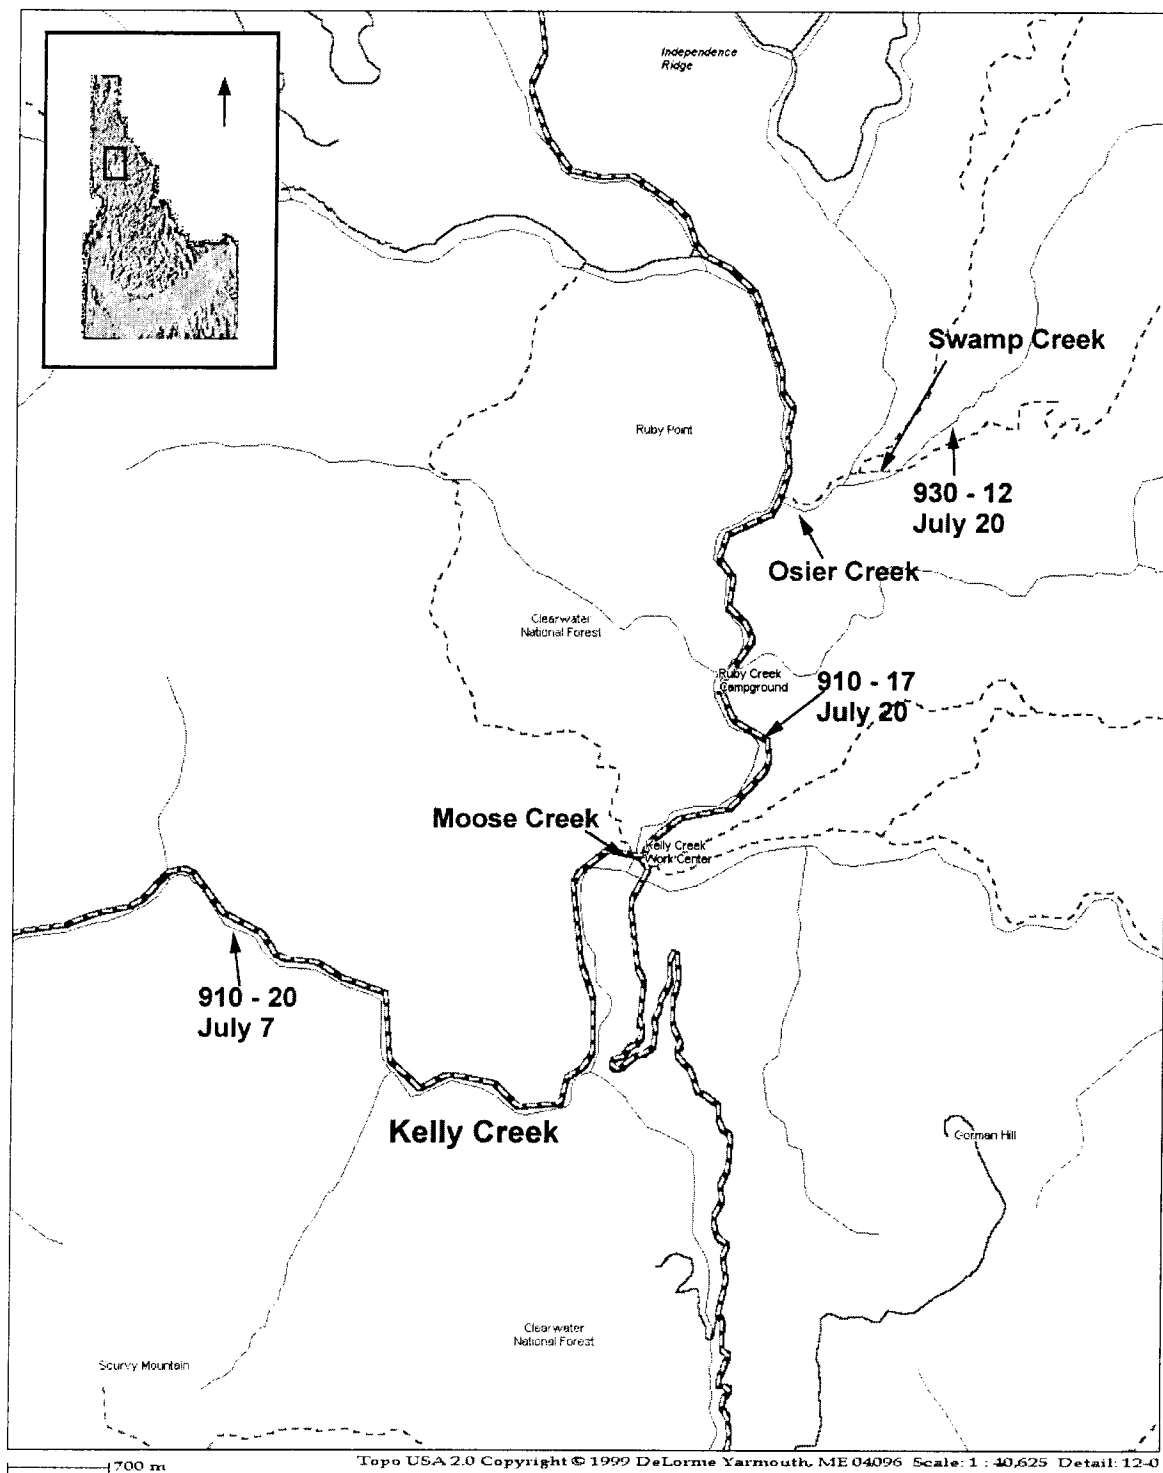 Independence
Ridge
Swamp Creek
Ruby Point
930 - 12
July 20
Osier Creek
Clearwater
National Forest
Ruby Creek
Campground
910 - 17
July 20
Moose Creek
Kelly Creek
Work Center
910 - 20
July 7
Kelly Creek
Gorman Hill
Clearwater
National Forest
Scurvy Mountain
700 m
Topo USA 2.0 Copyright © 1999 DeLorme Yarmouth, ME 04096 Scale: 1 : 40,625 Detail: 12-0